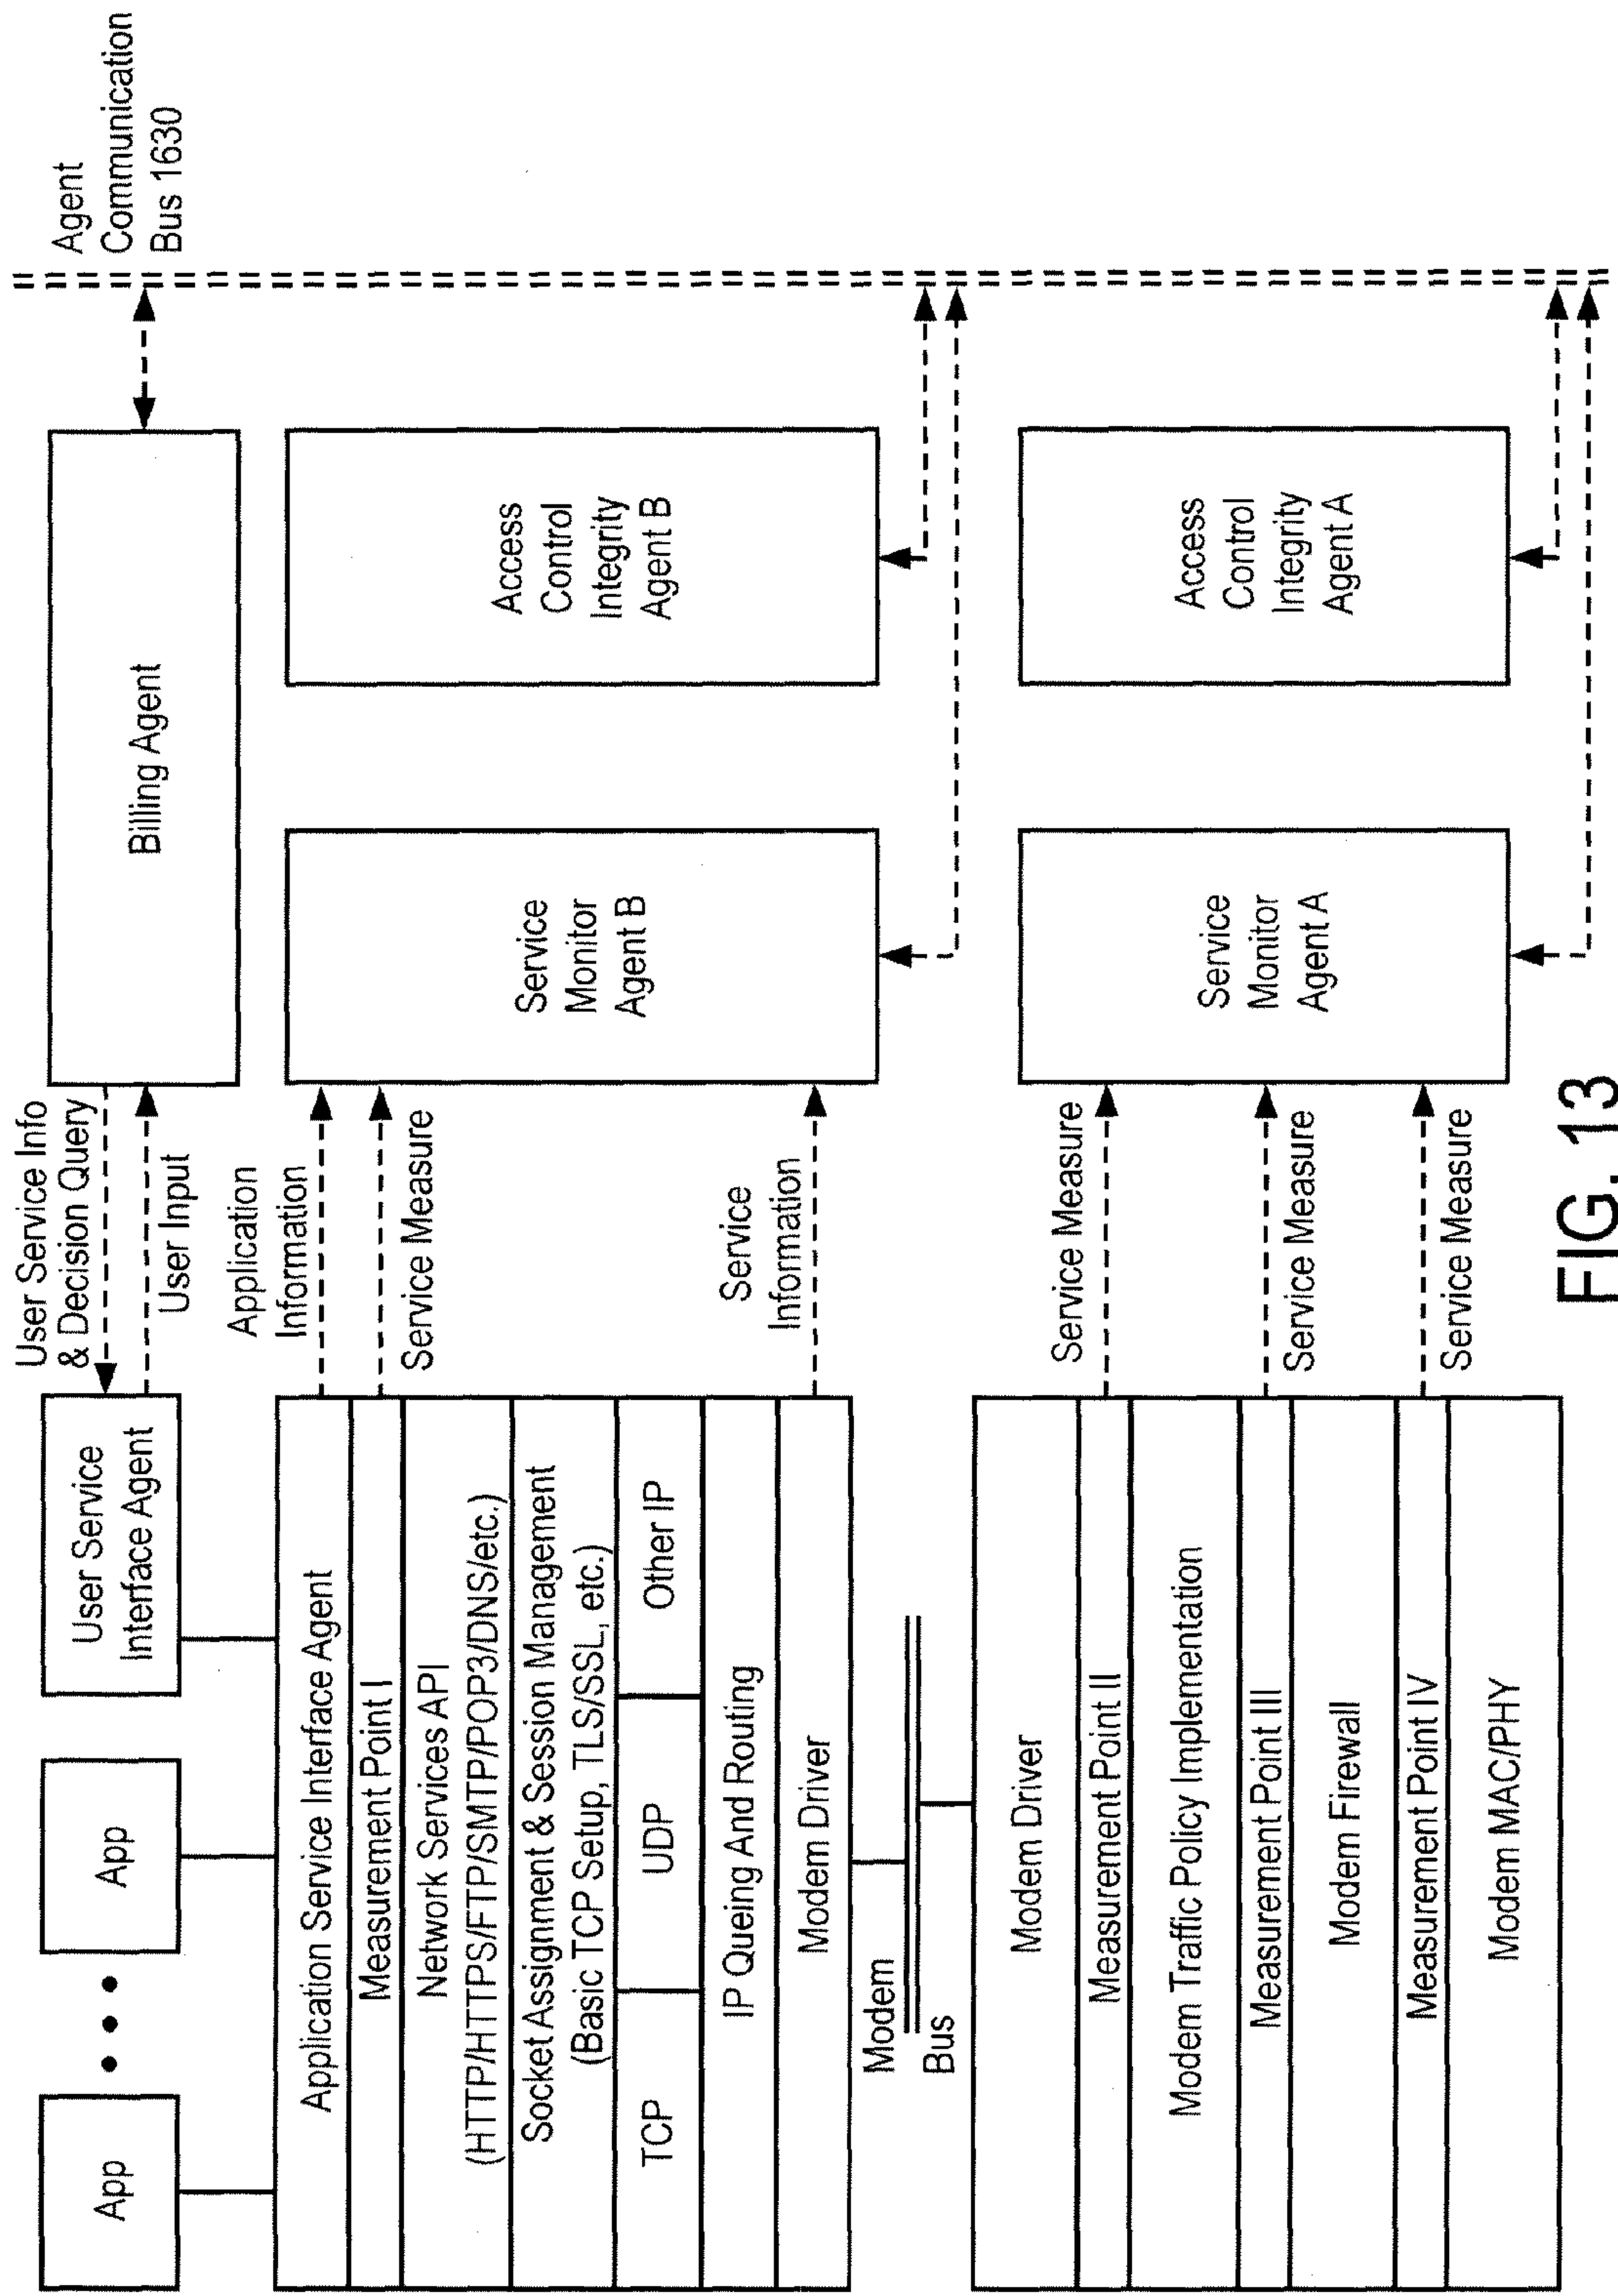 App
App
User Service
Interface Agent
User Service Info
& Decision Query
User Input
Billing Agent
Agent
Communication
Bus 1630
Application Service Interface Agent
Measurement Point I
Network Services API
(HTTP/HTTPS/FTP/SMTP/POP3/DNS/etc.)
Socket Assignment & Session Management
(Basic TCP Setup, TLS/SSL, etc.)
TCP
UDP
Other IP
IP Queing And Routing
Modem Driver
Application
Information
Service Measure
Service
Information
Service
Monitor
Agent B
Access
Control
Integrity
Agent B
Modem
Bus
Modem Driver
Measurement Point II
Modem Traffic Policy Implementation
Measurement Point III
Modem Firewall
Measurement Point IV
Modem MAC/PHY
Service Measure
Service Measure
Service Measure
Service
Monitor
Agent A
Access
Control
Integrity
Agent A
FIG. 13